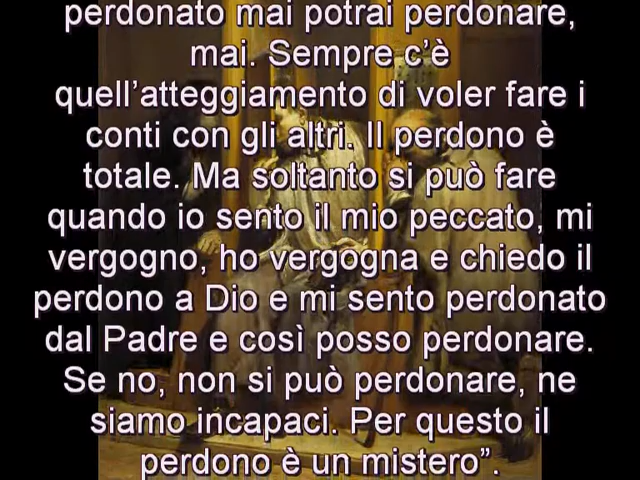 perdonato mai potrai perdonare,
mai. Sempre c’è
quell’atteggiamento di voler fare i
conti con gli altri. Il perdono è
totale. Ma soltanto si può fare
quando io sento il mio peccato, mi
vergogno, ho vergogna e chiedo il
perdono a Dio e mi sento perdonato
dal Padre e così posso perdonare.
Se no, non si può perdonare, ne
siamo incapaci. Per questo il
perdono è un mistero”.